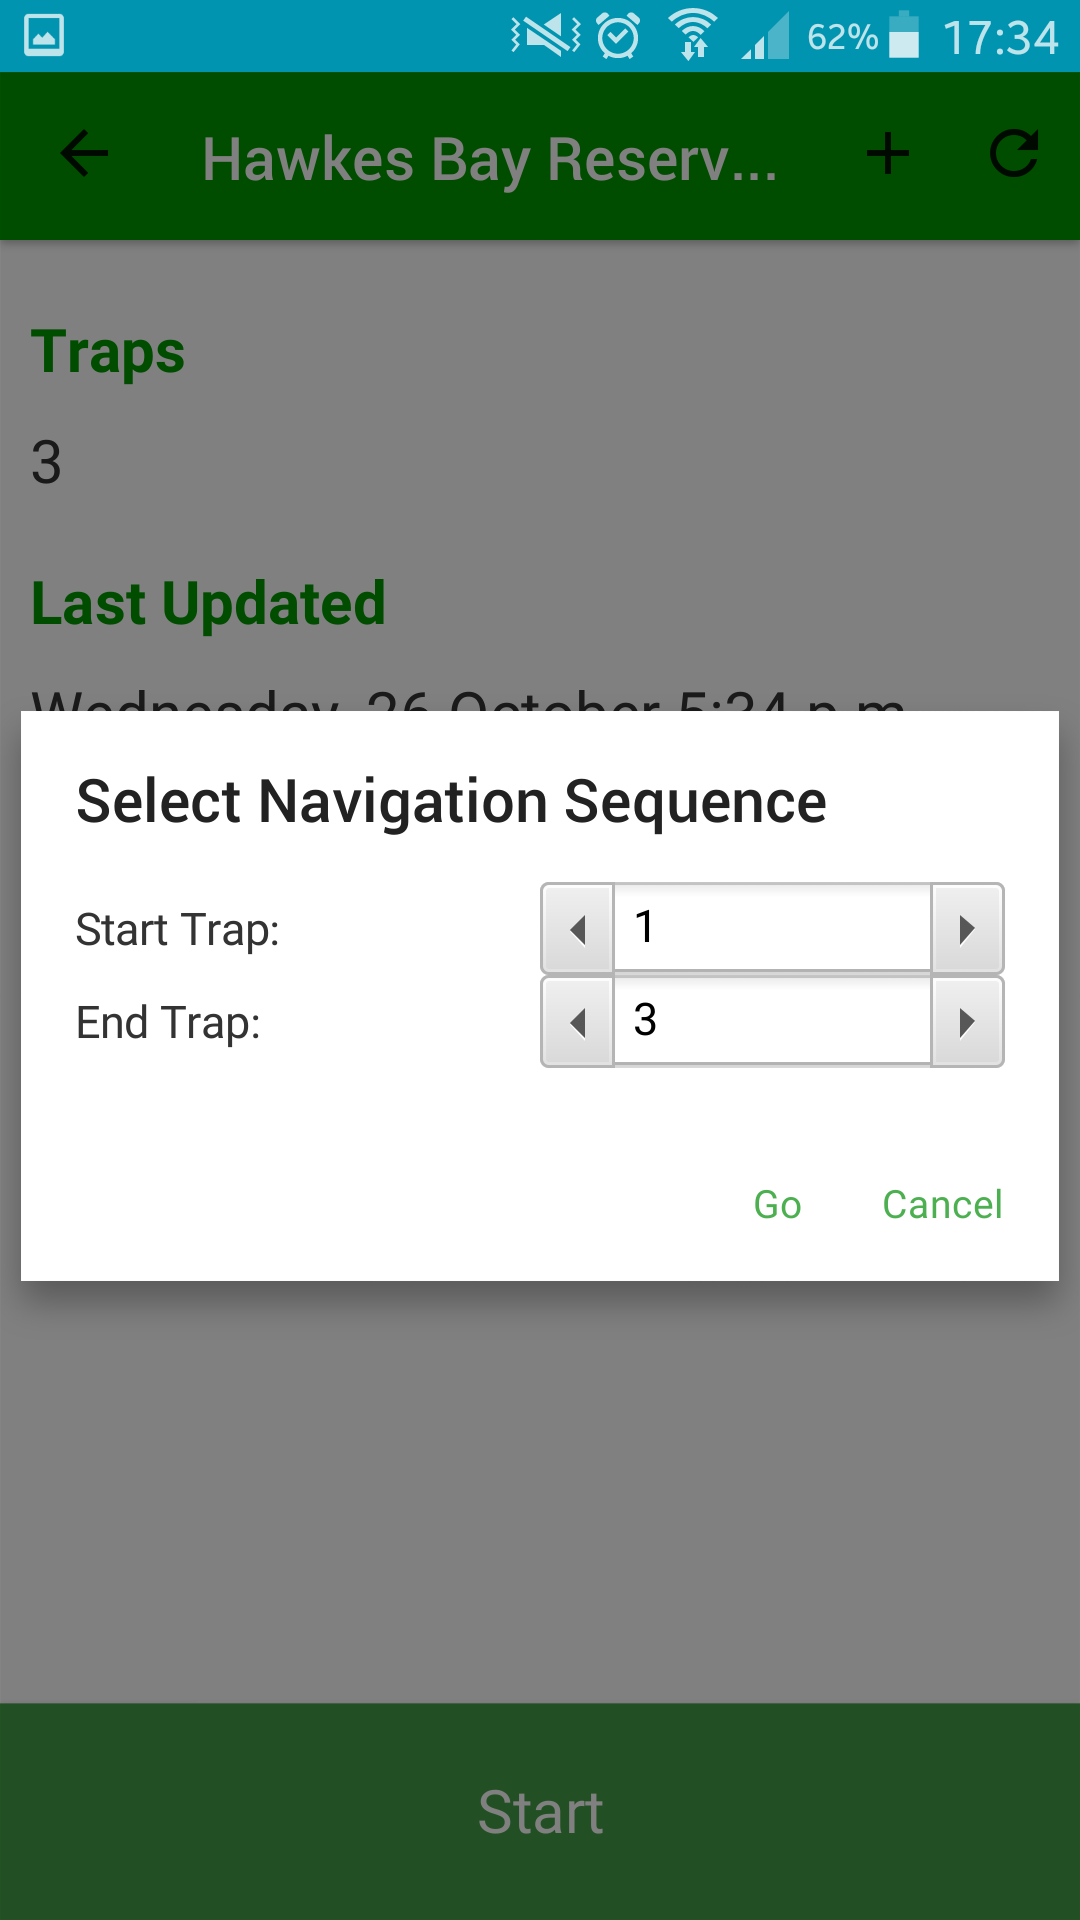 62% 17:34
Hawkes Bay Reserv...
Traps
3
Last Updated
Wednesday, 26 October 5:34 p.m.
Select Navigation Sequence
Start Trap: 1
End Trap: 3
Go Cancel
Start